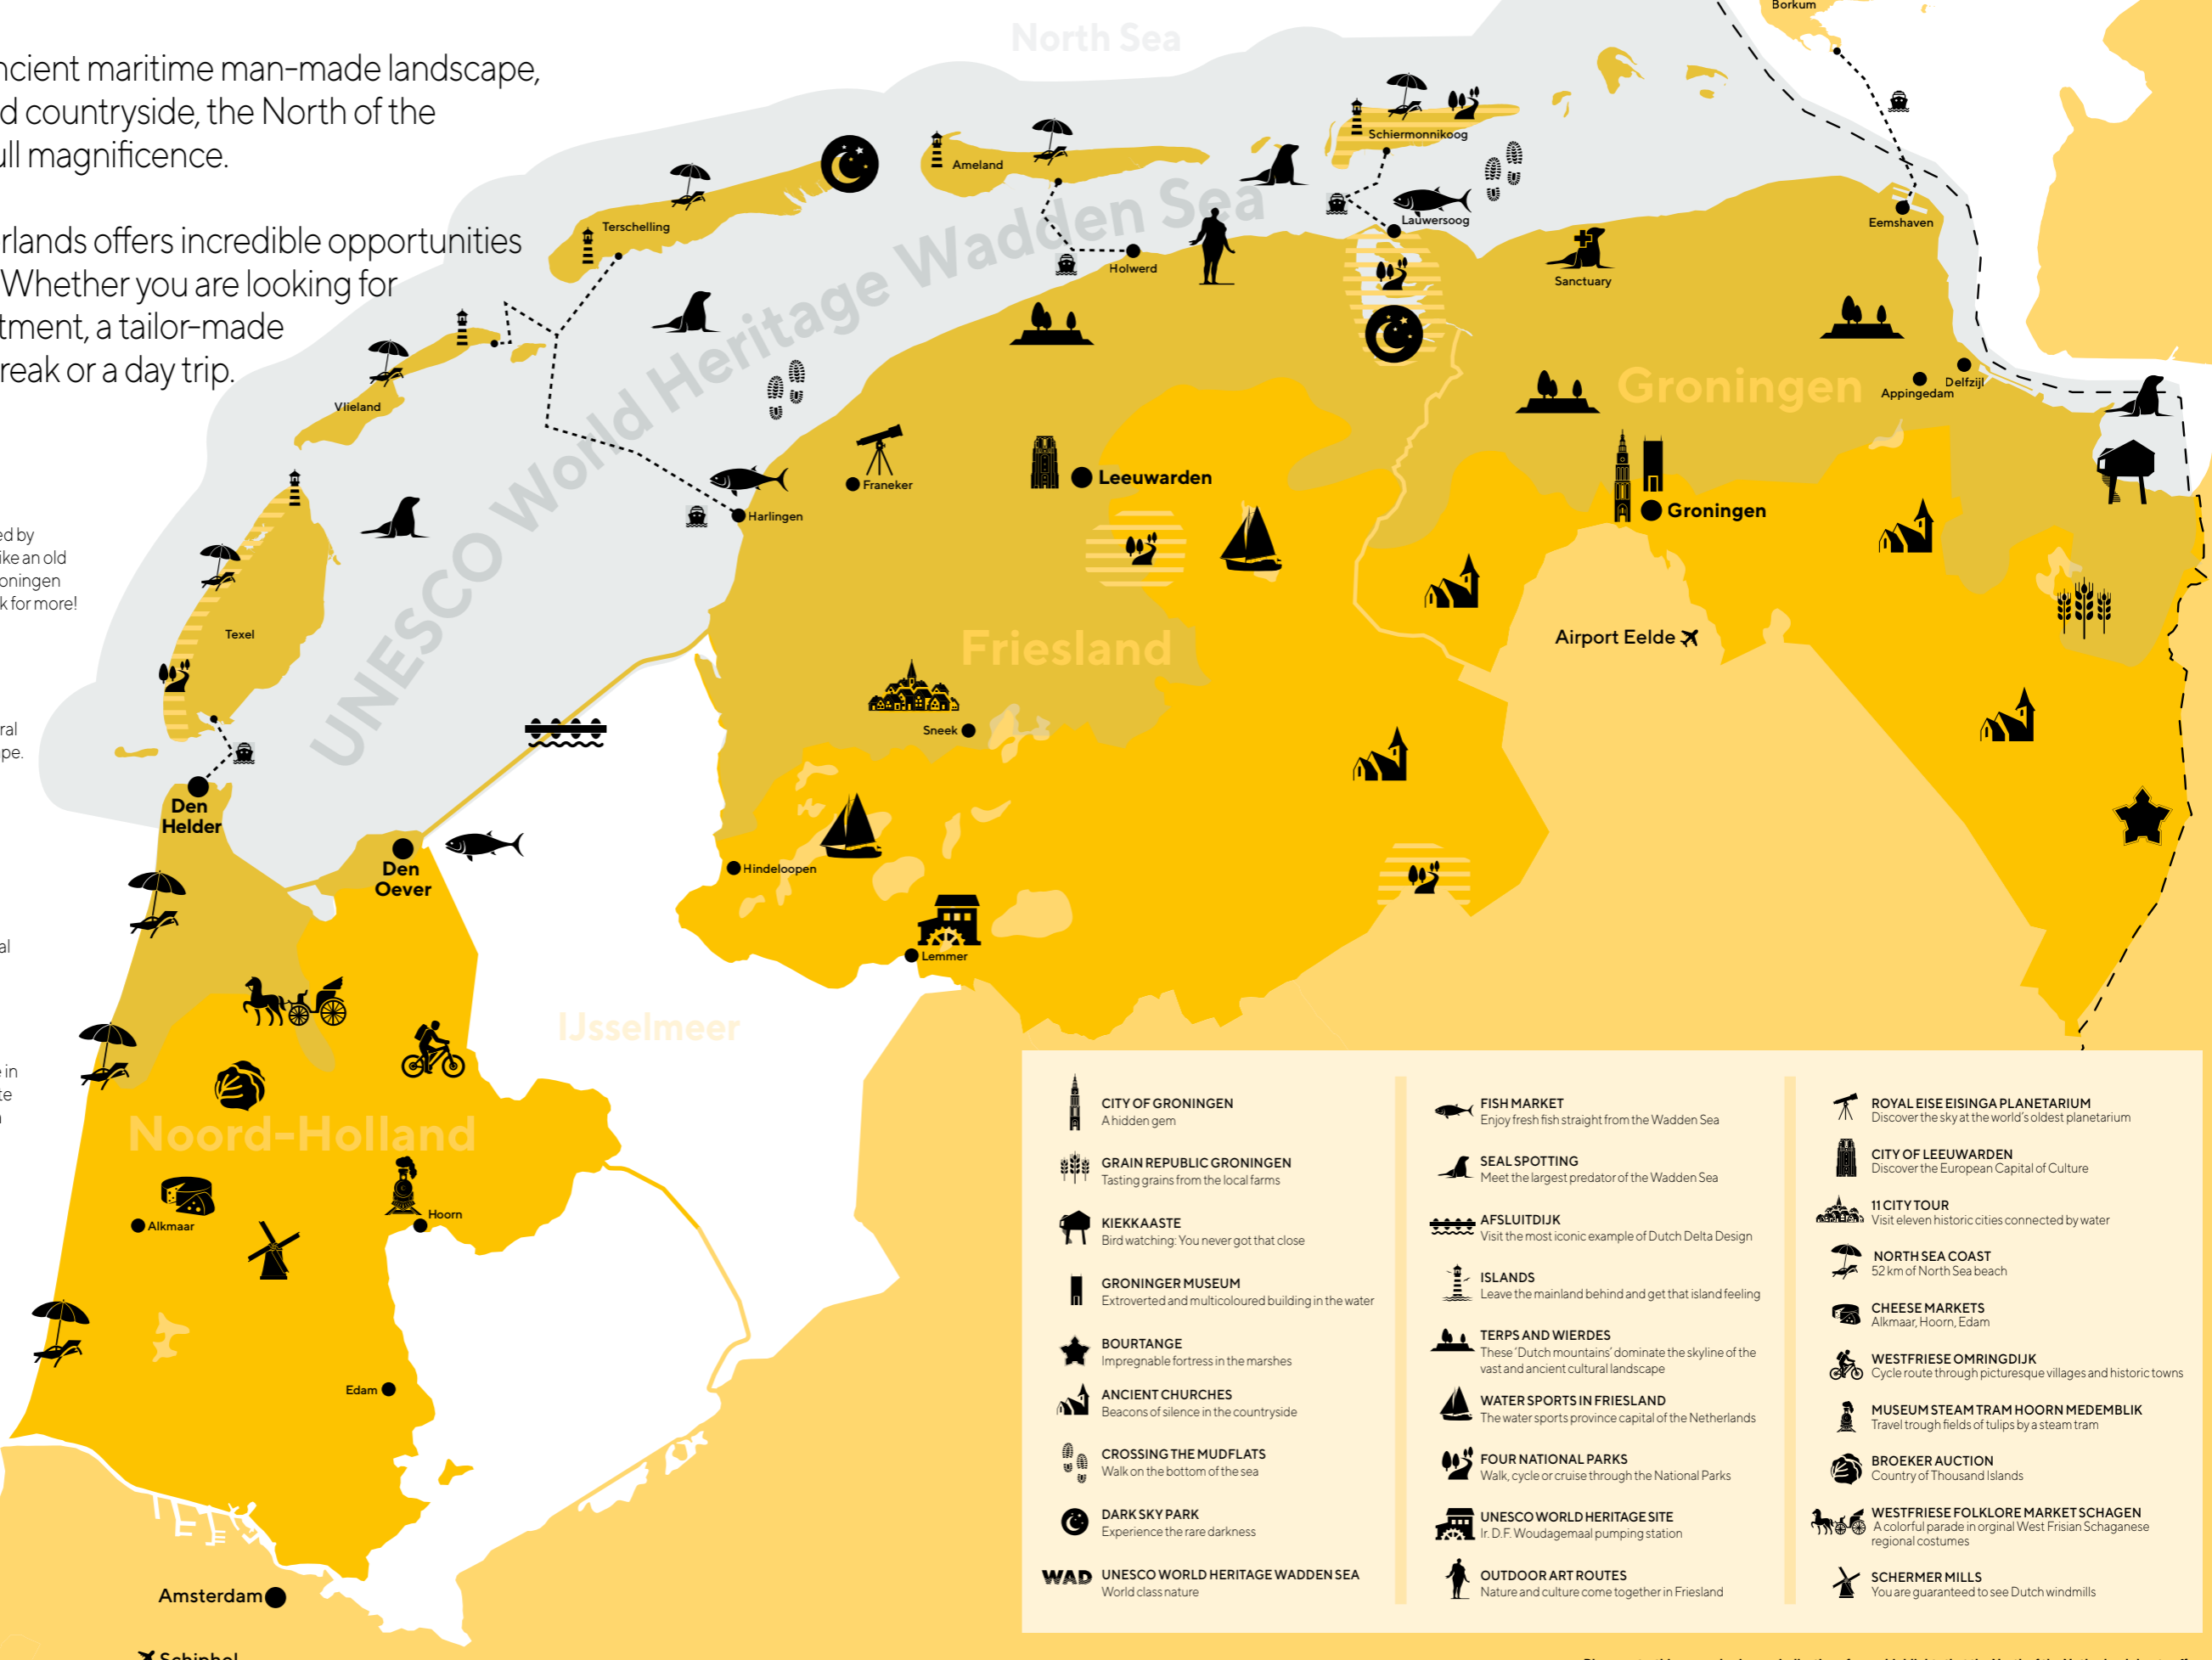 ncient maritime man-made landscape,
d countryside, the North of the
ull magnificence.
rlands offers incredible opportunities
Whether you are looking for
tment, a tailor-made
reak or a day trip.
ed by
ike an old
oningen
k for more!
ral
pe.
al
in
te
North Sea
Borkum
Schiermonnikoog
Ameland
Terschelling
Lauwersoog
Eemshaven
Holwerd
Sanctuary
UNESCO World Heritage Wadden Sea
Vlieland
Groningen
Delfzijl
Appingedam
Leeuwarden
Franeker
Harlingen
Groningen
Texel
Friesland
Airport Eelde
Sneek
Den
Helder
Den
Oever
Hindeloopen
Lemmer
IJsselmeer
Noord-Holland
Alkmaar
Hoorn
Edam
Amsterdam
Schiphol
CITY OF GRONINGEN
A hidden gem
GRAIN REPUBLIC GRONINGEN
Tasting grains from the local farms
KIEKKAASTE
Bird watching: You never got that close
GRONINGER MUSEUM
Extroverted and multicoloured building in the water
BOURTANGE
Impregnable fortress in the marshes
ANCIENT CHURCHES
Beacons of silence in the countryside
CROSSING THE MUDFLATS
Walk on the bottom of the sea
DARK SKY PARK
Experience the rare darkness
WAD UNESCO WORLD HERITAGE WADDEN SEA
World class nature
FISH MARKET
Enjoy fresh fish straight from the Wadden Sea
SEAL SPOTTING
Meet the largest predator of the Wadden Sea
AFSLUITDIJK
Visit the most iconic example of Dutch Delta Design
ISLANDS
Leave the mainland behind and get that island feeling
TERPS AND WIERDES
These 'Dutch mountains' dominate the skyline of the
vast and ancient cultural landscape
WATER SPORTS IN FRIESLAND
The water sports province capital of the Netherlands
FOUR NATIONAL PARKS
Walk, cycle or cruise through the National Parks
UNESCO WORLD HERITAGE SITE
Ir. D.F. Woudagemaal pumping station
OUTDOOR ART ROUTES
Nature and culture come together in Friesland
ROYAL EISE EISINGA PLANETARIUM
Discover the sky at the world's oldest planetarium
CITY OF LEEUWARDEN
Discover the European Capital of Culture
11 CITY TOUR
Visit eleven historic cities connected by water
NORTH SEA COAST
52 km of North Sea beach
CHEESE MARKETS
Alkmaar, Hoorn, Edam
WESTFRIESE OMRINGDIJK
Cycle route through picturesque villages and historic towns
MUSEUM STEAM TRAM HOORN MEDEMBLIK
Travel trough fields of tulips by a steam tram
BROEKER AUCTION
Country of Thousand Islands
WESTFRIESE FOLKLORE MARKET SCHAGEN
A colorful parade in orginal West Frisian Schaganese
regional costumes
SCHERMER MILLS
You are guaranteed to see Dutch windmills